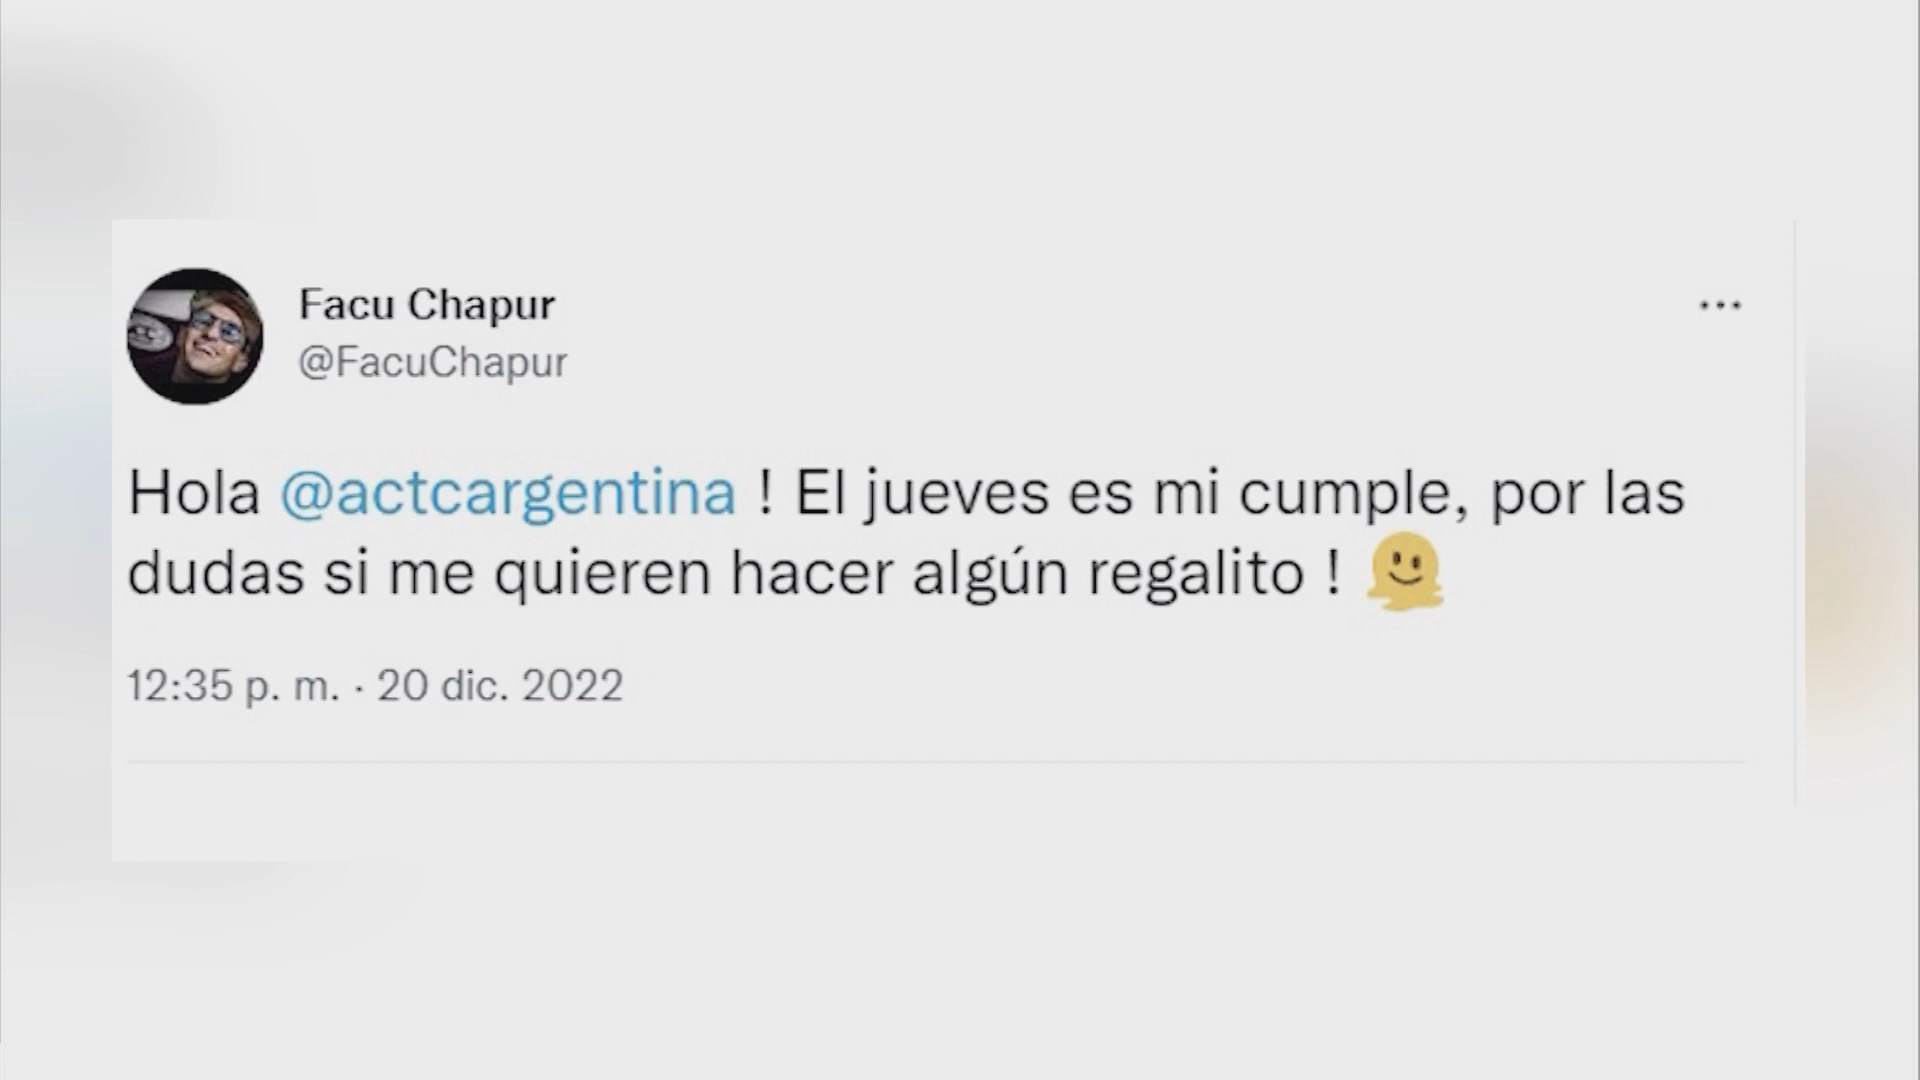 Facu Chapur
@FacuChapur
Hola @actcargentina ! El jueves es mi cumple, por las
dudas si me quieren hacer algún regalito ! 🫠
12:35 p. m. · 20 dic. 2022